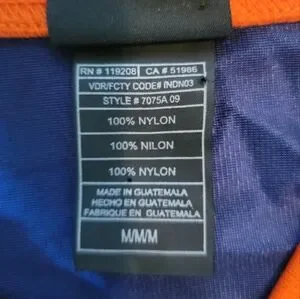 RN # 119208 CA # 51986
VDR/FCTY CODE# INDN03
STYLE # 7075A 09
100% NYLON
100% NILON
100% NYLON
MADE IN GUATEMALA
HECHO EN GUATEMALA
FABRIQUE EN GUATEMALA
M/M/M